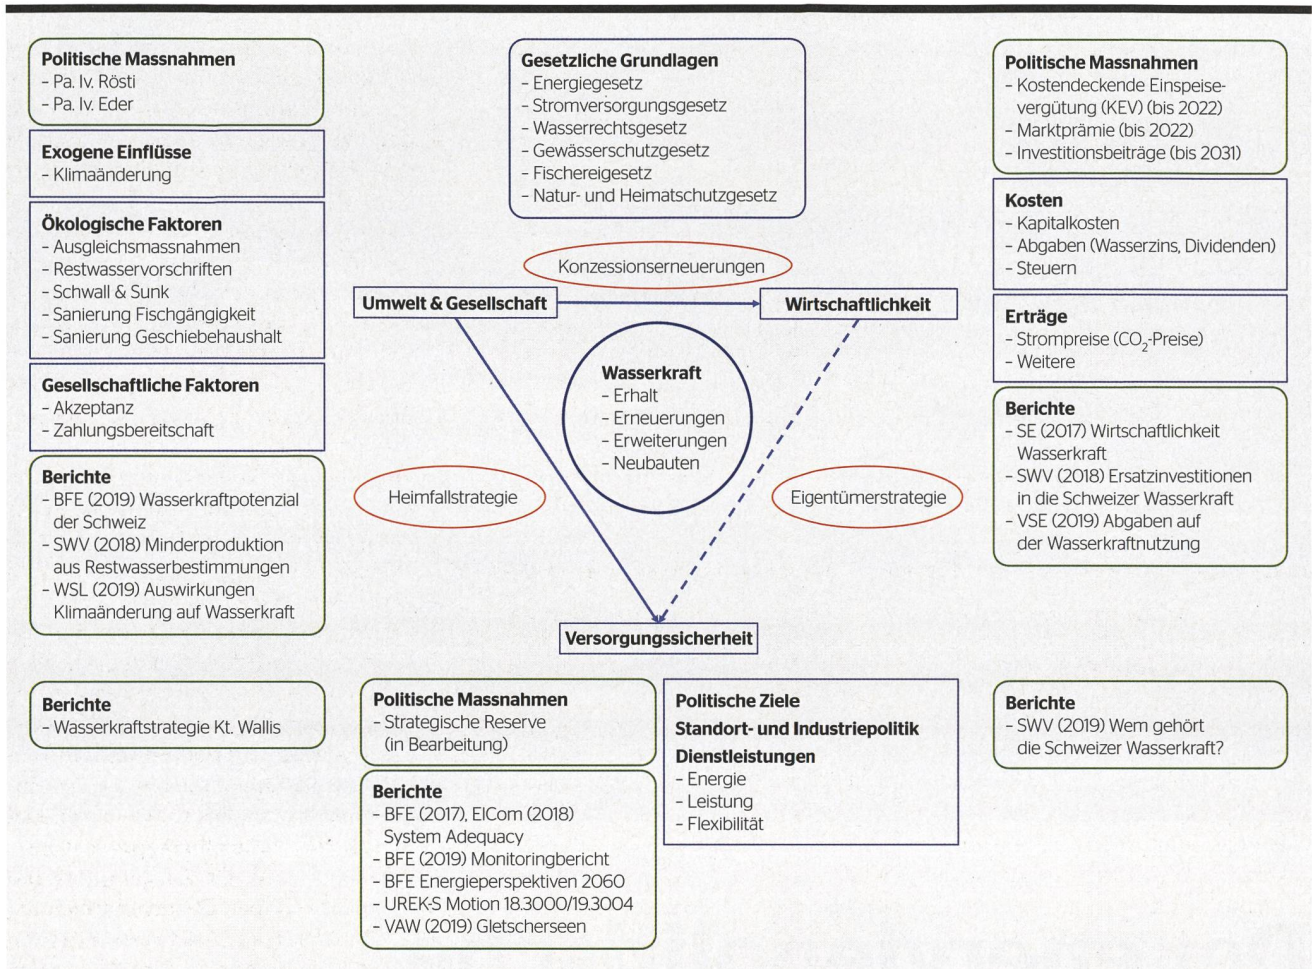 Politische Massnahmen
- Pa. Iv. Rösti
- Pa. Iv. Eder
Exogene Einflüsse
- Klimaänderung
Ökologische Faktoren
- Ausgleichsmassnahmen
- Restwasservorschriften
- Schwall & Sunk
- Sanierung Fischgängigkeit
- Sanierung Geschiebehaushalt
Gesellschaftliche Faktoren
- Akzeptanz
- Zahlungsbereitschaft
Berichte
- BFE (2019) Wasserkraftpotenzial
der Schweiz
- SWV (2018) Minderproduktion
aus Restwasserbestimmungen
- WSL (2019) Auswirkungen
Klimaänderung auf Wasserkraft
Berichte
- Wasserkraftstrategie Kt. Wallis
Gesetzliche Grundlagen
- Energiegesetz
- Stromversorgungsgesetz
- Wasserrechtsgesetz
- Gewässerschutzgesetz
- Fischereigesetz
- Natur- und Heimatschutzgesetz
Konzessionserneuerungen
Umwelt & Gesellschaft
Wirtschaftlichkeit
Wasserkraft
- Erhalt
- Erneuerungen
- Erweiterungen
- Neubauten
Heimfallstrategie
Eigentümerstrategie
Versorgungssicherheit
Politische Massnahmen
- Strategische Reserve
(in Bearbeitung)
Berichte
- BFE (2017), ElCom (2018)
System Adequacy
- BFE (2019) Monitoringbericht
- BFE Energieperspektiven 2060
- UREK-S Motion 18.3000/19.3004
- VAW (2019) Gletscherseen
Politische Ziele
Standort- und Industriepolitik
Dienstleistungen
- Energie
- Leistung
- Flexibilität
Politische Massnahmen
- Kostendeckende Einspeise-
vergütung (KEV) (bis 2022)
- Marktprämie (bis 2022)
- Investitionsbeiträge (bis 2031)
Kosten
- Kapitalkosten
- Abgaben (Wasserzins, Dividenden)
- Steuern
Erträge
- Strompreise (CO₂-Preise)
- Weitere
Berichte
- SE (2017) Wirtschaftlichkeit
Wasserkraft
- SWV (2018) Ersatzinvestitionen
in die Schweizer Wasserkraft
- VSE (2019) Abgaben auf
der Wasserkraftnutzung
Berichte
- SWV (2019) Wem gehört
die Schweizer Wasserkraft?